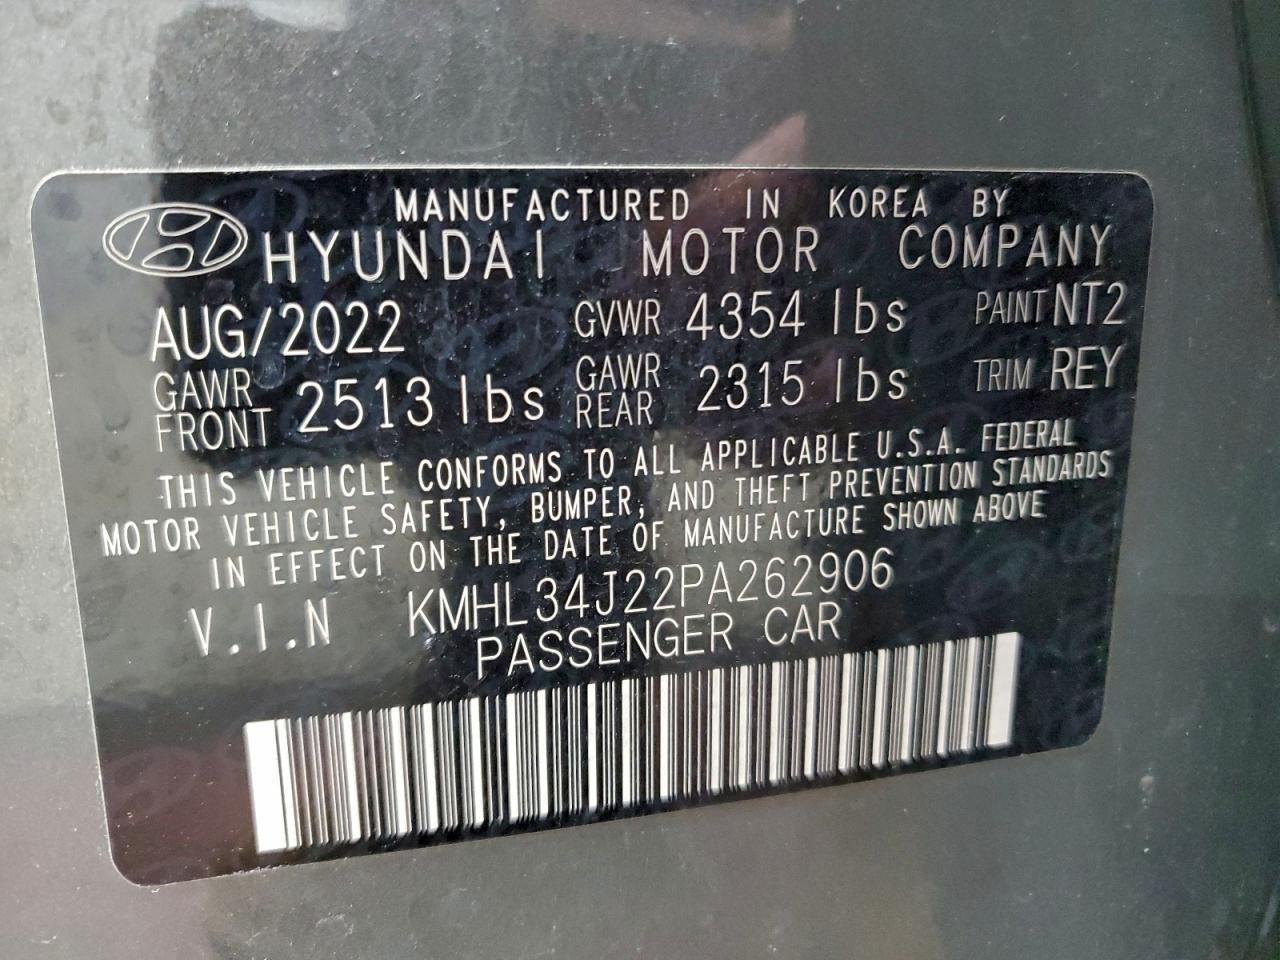 MANUFACTURED IN KOREA BY
HYUNDAI MOTOR COMPANY
AUG/2022 GVWR 4354 lbs PAINT NT2
GAWR FRONT 2513 lbs GAWR REAR 2315 lbs TRIM REY
THIS VEHICLE CONFORMS TO ALL APPLICABLE U.S.A. FEDERAL
MOTOR VEHICLE SAFETY, BUMPER, AND THEFT PREVENTION STANDARDS
IN EFFECT ON THE DATE OF MANUFACTURE SHOWN ABOVE
V.I.N KMHL34J22PA262906
PASSENGER CAR